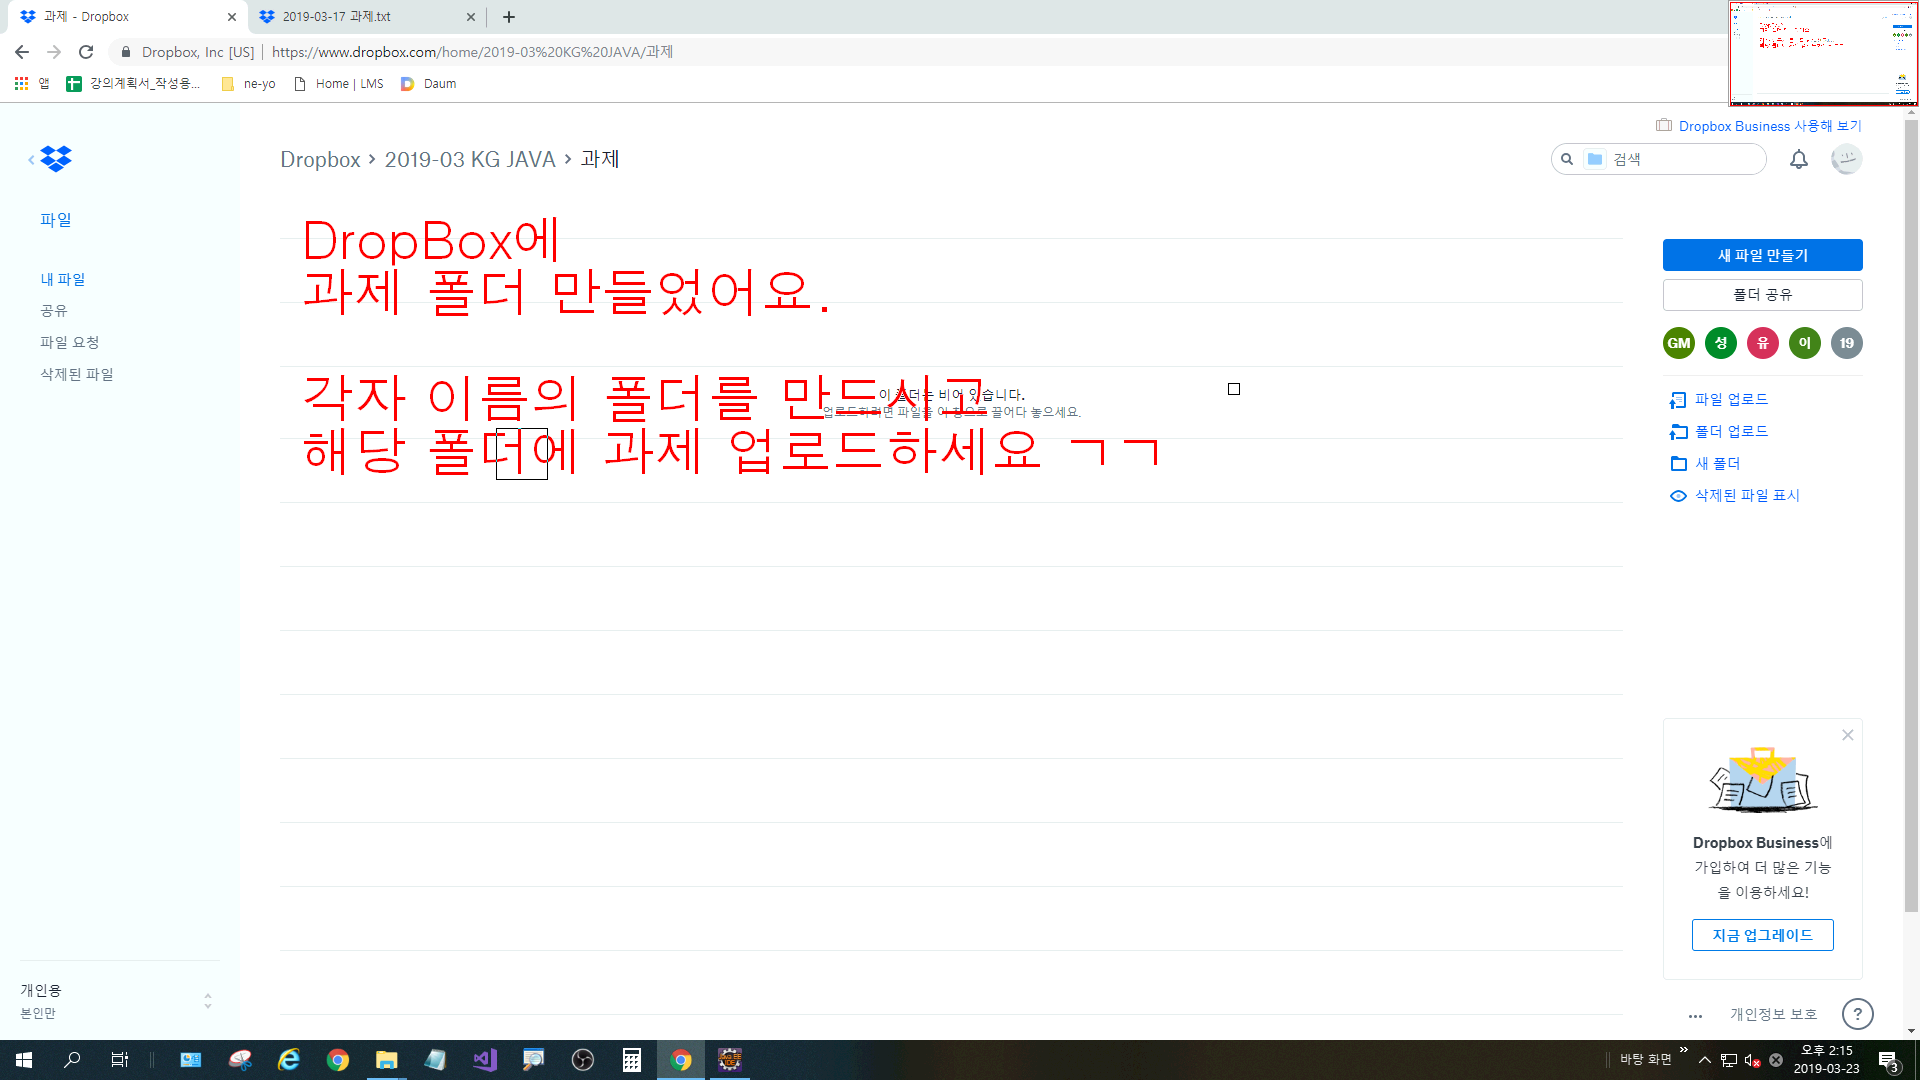 과제 - Dropbox
2019-03-17 과제.txt
Dropbox, Inc [US]
https://www.dropbox.com/home/2019-03%20KG%20JAVA/과제
앱
강의계획서_작성용...
ne-yo
Home | LMS
Daum
Dropbox Business 사용해 보기
Dropbox › 2019-03 KG JAVA › 과제
검색
파일
내 파일
공유
파일 요청
삭제된 파일
DropBox에
과제 폴더 만들었어요.
각자 이름의 폴더를 만드시고
해당 폴더에 과제 업로드하세요 ㄱㄱ
이 폴더는 비어 있습니다.
업로드하려면 파일을 이 창으로 끌어다 놓으세요.
새 파일 만들기
폴더 공유
GM 성 유 이 19
파일 업로드
폴더 업로드
새 폴더
삭제된 파일 표시
Dropbox Business에
가입하여 더 많은 기능
을 이용하세요!
지금 업그레이드
개인용
본인만
개인정보 보호
?
바탕 화면
오후 2:15
2019-03-23
3